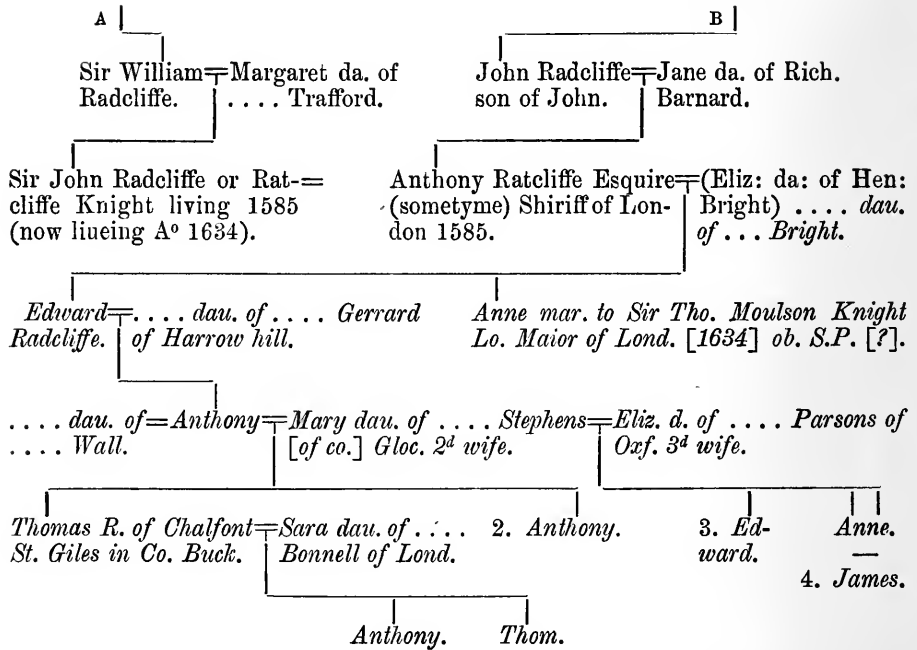 A B
Sir William=Margaret da. of
Radcliffe. .... Trafford.
John Radcliffe=Jane da. of Rich.
son of John. Barnard.
Sir John Radcliffe or Rat-=
cliffe Knight living 1585
(now liueing Aº 1634).
Anthony Ratcliffe Esquire=(Eliz: da: of Hen:
(sometyme) Shiriff of Lon- Bright) .... dau.
don 1585. of ... Bright.
Edward=.... dau. of .... Gerrard
Radcliffe. of Harrow hill.
Anne mar. to Sir Tho. Moulson Knight
Lo. Maior of Lond. [1634] ob. S.P. [?].
.... dau. of=Anthony=Mary dau. of .... Stephens=Eliz. d. of .... Parsons of
.... Wall. [of co.] Gloc. 2d wife. Oxf. 3d wife.
Thomas R. of Chalfont=Sara dau. of .... 2. Anthony. 3. Ed- Anne.
St. Giles in Co. Buck. Bonnell of Lond. ward. —
4. James.
Anthony. Thom.